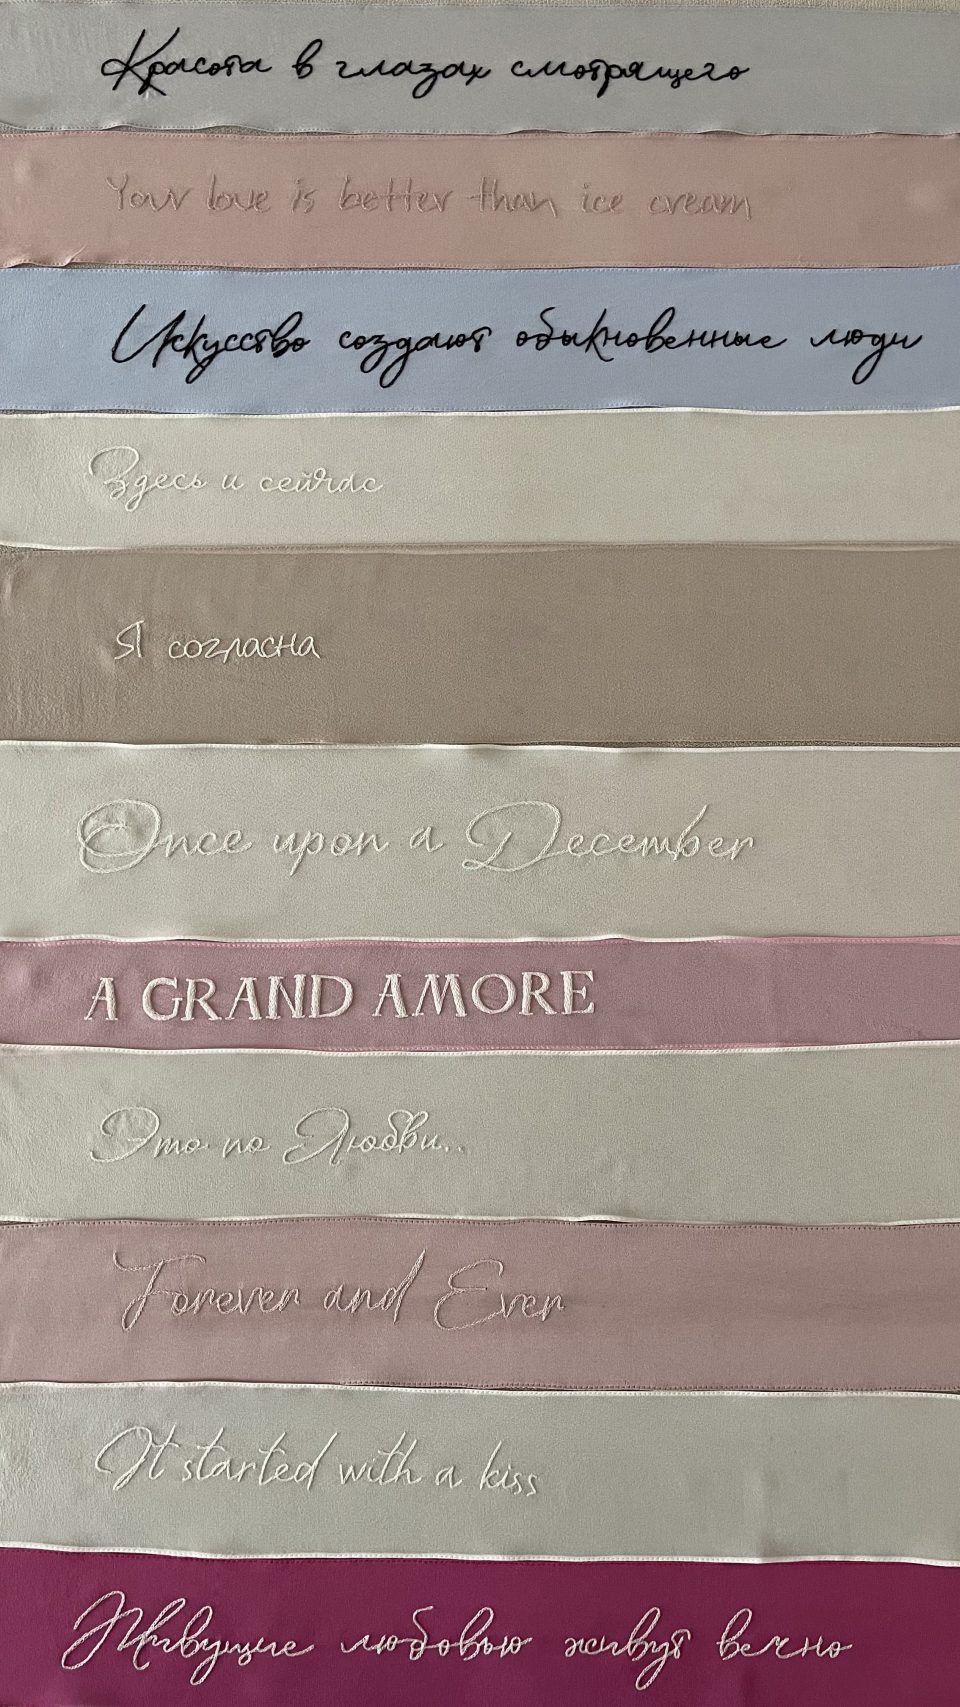 Красота в глазах смотрящего
Your love is better than ice cream
Искусство создают обыкновенные люди
Здесь и сейчас
Я согласна
Once upon a December
A GRAND AMORE
Это по Любви..
Forever and Ever
It started with a kiss
Живущие любовью живут вечно